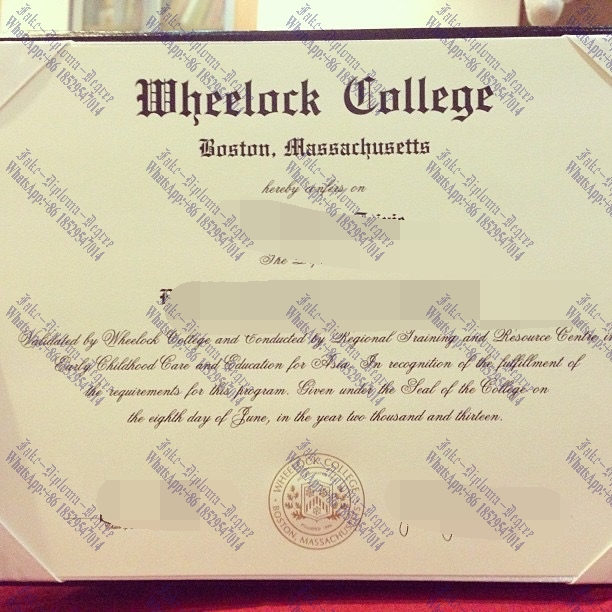 Wheelock College
Boston, Massachusetts
hereby confers on
The
Validated by Wheelock College and conducted by Regional Training and Resource Centre in
Early Childhood Care and Education for Asia. In recognition of the fulfillment of
the requirements for this program. Given under the Seal of the College on
the eighth day of June, in the year two thousand and thirteen.
WHEELOCK COLLEGE
BOSTON, MASSACHUSETTS
Fake-Diploma-Degree
WhatsApp:+86 18529547014